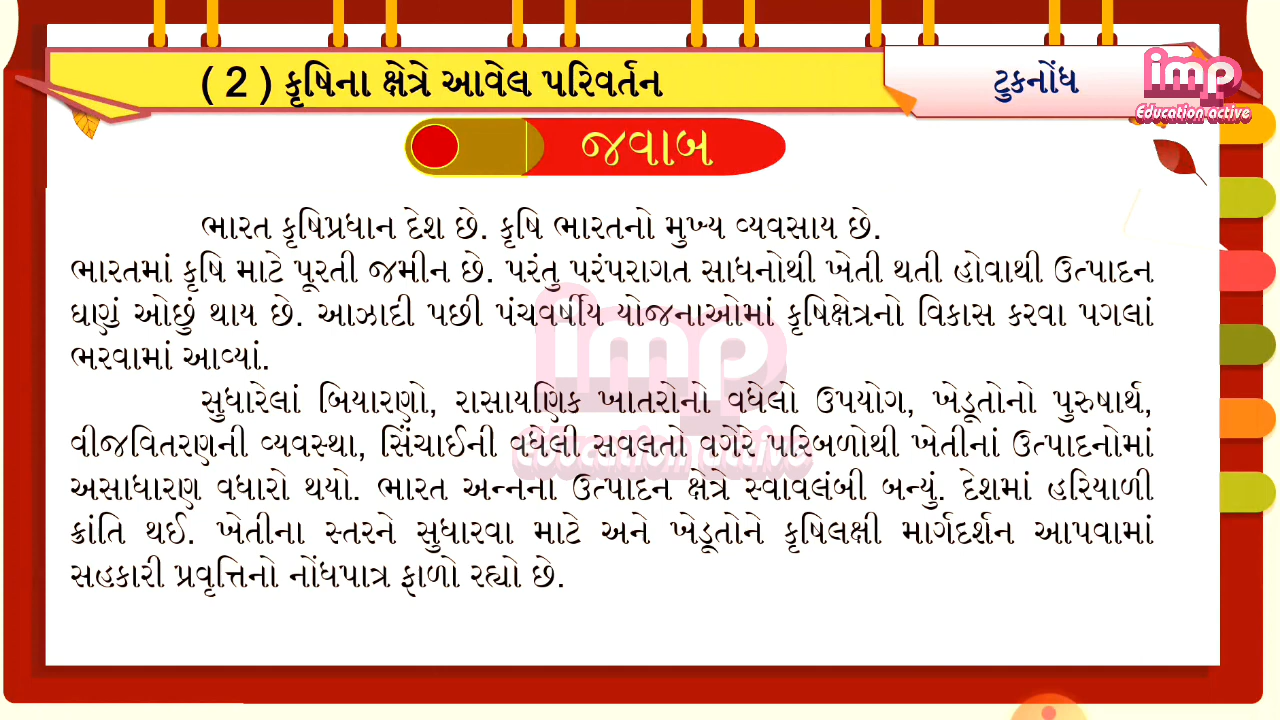 ( 2 ) કૃષિના ક્ષેત્રે આવેલ પરિવર્તન
ટુકનોંધ
imp
Education active
જવાબ
ભારત કૃષિપ્રધાન દેશ છે. કૃષિ ભારતનો મુખ્ય વ્યવસાય છે.
ભારતમાં કૃષિ માટે પૂરતી જમીન છે. પરંતુ પરંપરાગત સાધનોથી ખેતી થતી હોવાથી ઉત્પાદન
ઘણું ઓછું થાય છે. આઝાદી પછી પંચવર્ષીય યોજનાઓમાં કૃષિક્ષેત્રનો વિકાસ કરવા પગલાં
ભરવામાં આવ્યાં.
સુધારેલાં બિયારણો, રાસાયણિક ખાતરોનો વધેલો ઉપયોગ, ખેડૂતોનો પુરુષાર્થ,
વીજવિતરણની વ્યવસ્થા, સિંચાઈની વધેલી સવલતો વગેરે પરિબળોથી ખેતીનાં ઉત્પાદનોમાં
અસાધારણ વધારો થયો. ભારત અન્નના ઉત્પાદન ક્ષેત્રે સ્વાવલંબી બન્યું. દેશમાં હરિયાળી
ક્રાંતિ થઈ. ખેતીના સ્તરને સુધારવા માટે અને ખેડૂતોને કૃષિલક્ષી માર્ગદર્શન આપવામાં
સહકારી પ્રવૃત્તિનો નોંધપાત્ર ફાળો રહ્યો છે.
imp
Education active